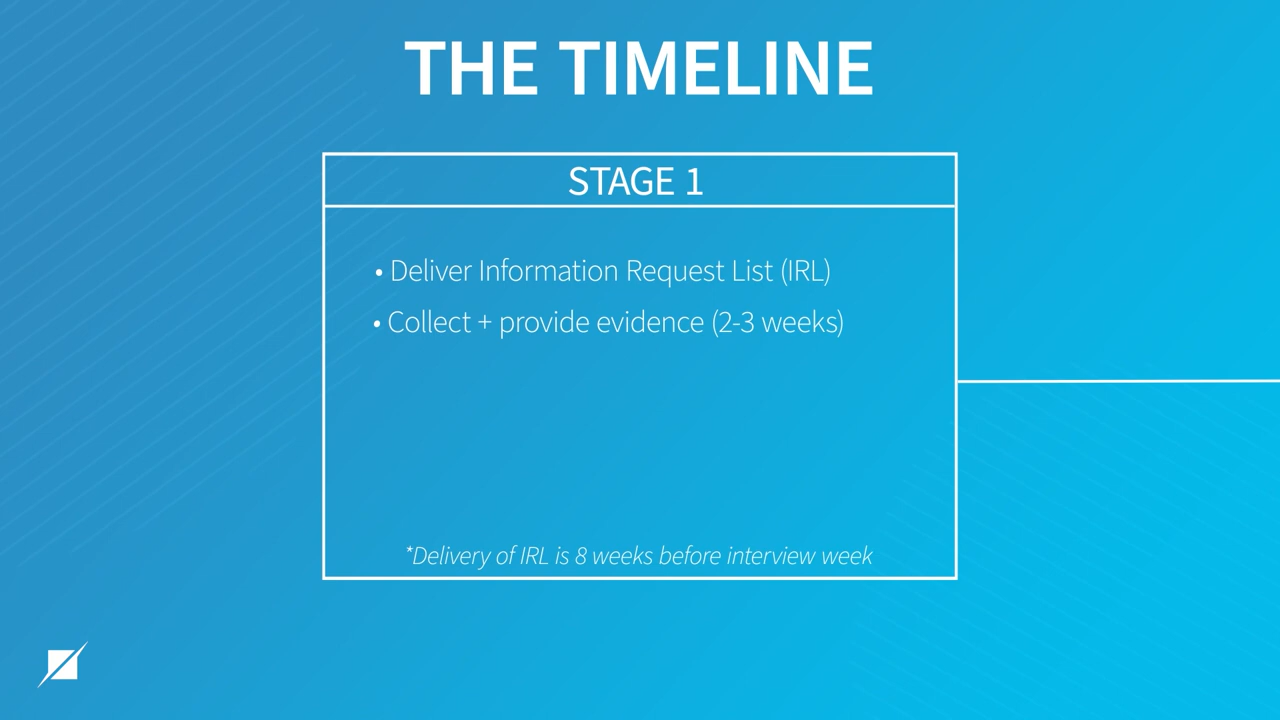 THE TIMELINE
STAGE 1
• Deliver Information Request List (IRL)
• Collect + provide evidence (2-3 weeks)
*Delivery of IRL is 8 weeks before interview week